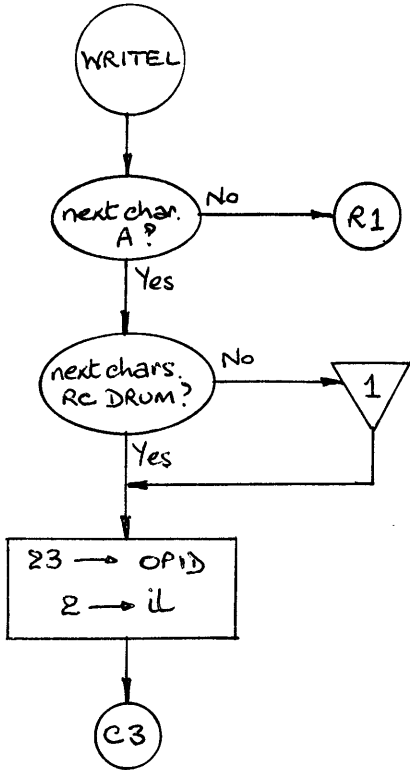 WRITEL
next char.
A?
No
R1
Yes
next chars.
RC DRUM?
No
1
Yes
23 → OPID
2 → iL
C3